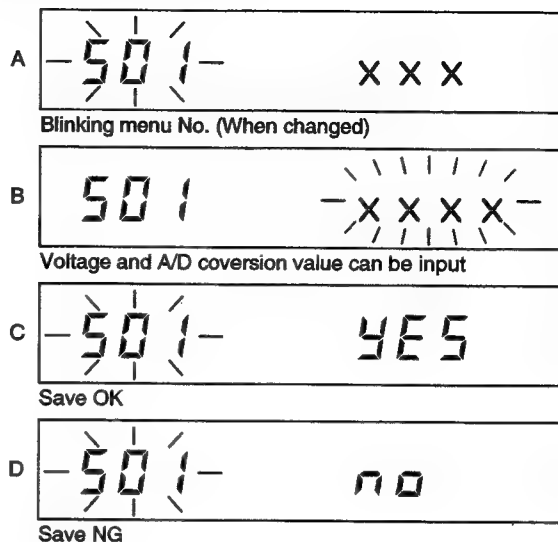 A 501 x x x
Blinking menu No. (When changed)
B 501 x x x x
Voltage and A/D coversion value can be input
C 501 YES
Save OK
D 501 no
Save NG